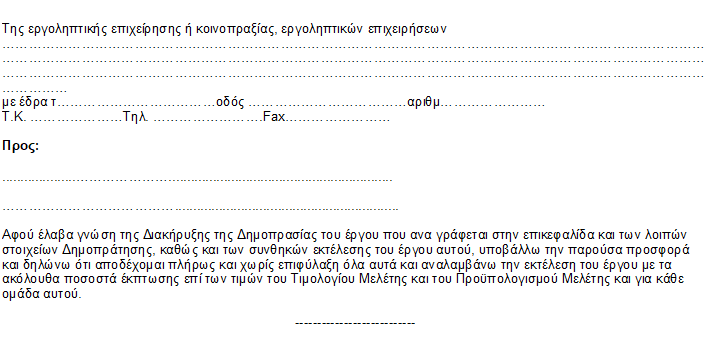 Της εργοληπτικής επιχείρησης ή κοινοπραξίας, εργοληπτικών επιχειρήσεων
……………………………………………………………………………………………………………………………………………
……………………………………………………………………………………………………………………………………………
……………………………………………………………………………………………………………………………………………
……………
με έδρα τ………………………………οδός ………………………………αριθμ……………………
Τ.Κ. …………………Τηλ. …………………….Fax……………………
Προς:
....................…………………...........................................................
………………………………….......................................................
Αφού έλαβα γνώση της Διακήρυξης της Δημοπρασίας του έργου που ανα γράφεται στην επικεφαλίδα και των λοιπών
στοιχείων Δημοπράτησης, καθώς και των συνθηκών εκτέλεσης του έργου αυτού, υποβάλλω την παρούσα προσφορά
και δηλώνω ότι αποδέχομαι πλήρως και χωρίς επιφύλαξη όλα αυτά και αναλαμβάνω την εκτέλεση του έργου με τα
ακόλουθα ποσοστά έκπτωσης επί των τιμών του Τιμολογίου Μελέτης και του Προϋπολογισμού Μελέτης και για κάθε
ομάδα αυτού.
---------------------------